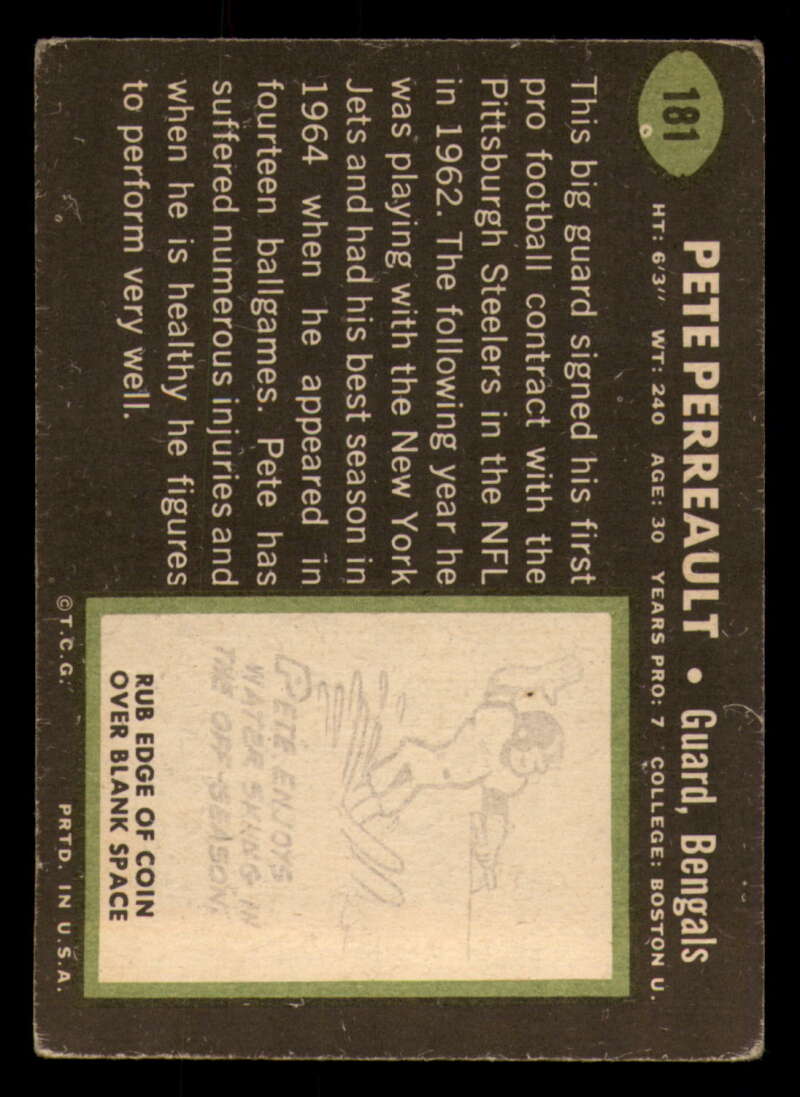 181
PETE PERREAULT • Guard, Bengals
HT: 6'3" WT: 240 AGE: 30 YEARS PRO: 7 COLLEGE: BOSTON U.
This big guard signed his first
pro football contract with the
Pittsburgh Steelers in the NFL
in 1962. The following year he
was playing with the New York
Jets and had his best season in
1964 when he appeared in
fourteen ballgames. Pete has
suffered numerous injuries and
when he is healthy he figures
to perform very well.
PETE ENJOYS
WATER SKIING IN
THE OFF-SEASON.
RUB EDGE OF COIN
OVER BLANK SPACE
©T.C.G. PRTD. IN U.S.A.